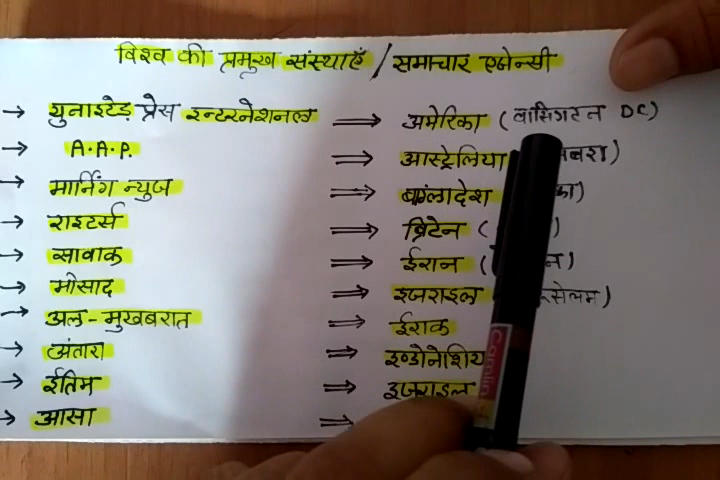 विश्व की प्रमुख संस्थाएँ / समाचार एजेन्सी
→ युनाइटेड़ प्रेस इन्टरनेशनल ⇒ अमेरिका (वासिंगटन DC)
→ A.A.P. ⇒ आस्ट्रेलिया
→ मार्निंग न्युज ⇒ बांग्लादेश
→ राइटर्स ⇒ ब्रिटेन (
→ सावाक ⇒ ईरान (
→ मोसाद ⇒ इजराइल
→ अल-मुखबरात ⇒ ईराक
→ अंतारा ⇒ इण्डोनेशिय
→ ईतिम ⇒ इजराइल
→ आसा ⇒
Camlin